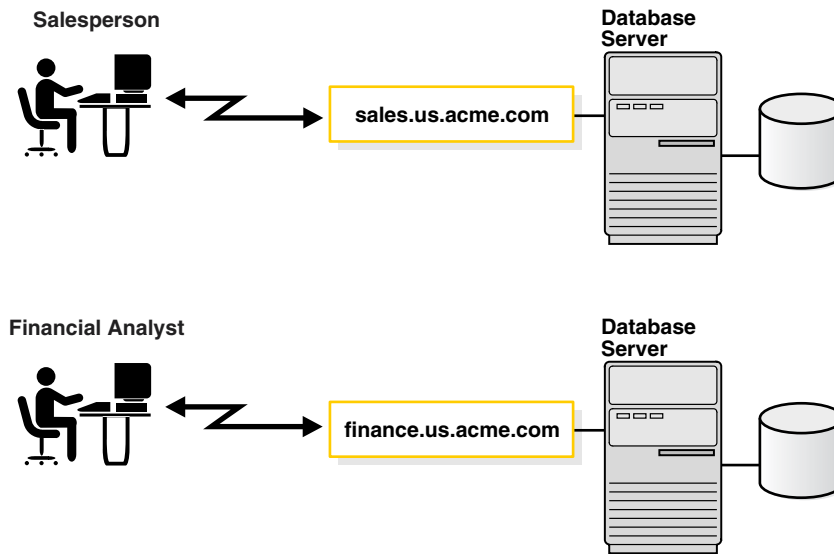 Salesperson
Database
Server
sales.us.acme.com
Financial Analyst
Database
Server
finance.us.acme.com